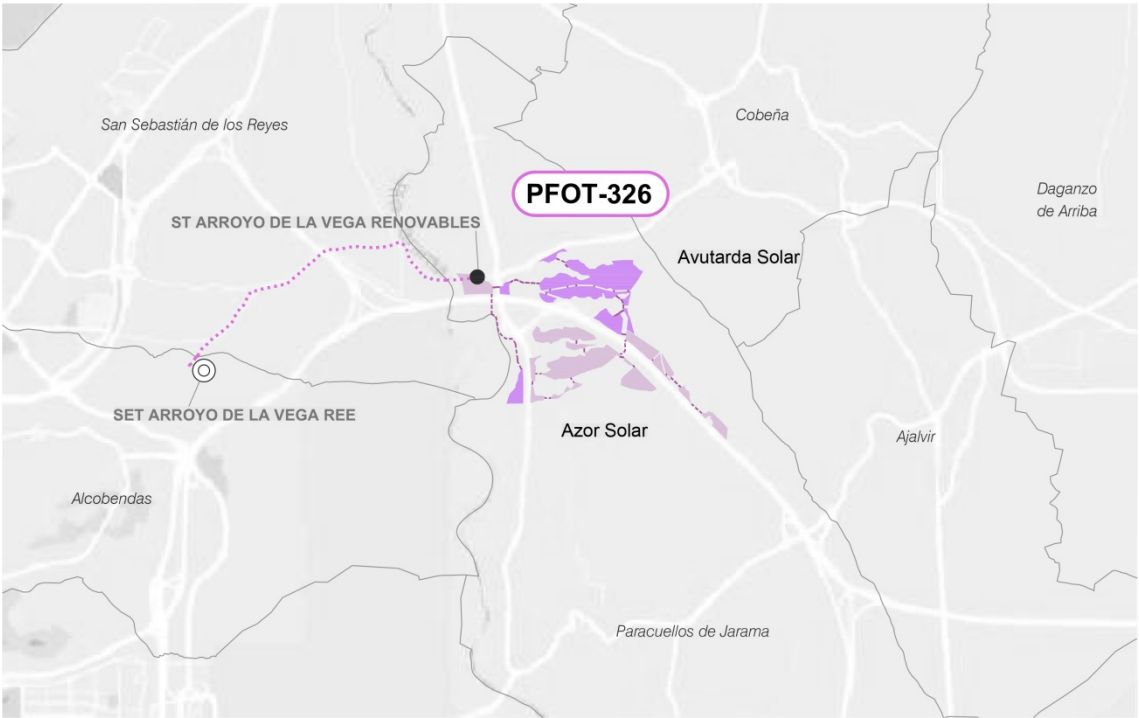 Cobeña
San Sebastián de los Reyes
PFOT-326
Daganzo
de Arriba
ST ARROYO DE LA VEGA RENOVABLES
Avutarda Solar
SET ARROYO DE LA VEGA REE
Azor Solar
Ajalvir
Alcobendas
Paracuellos de Jarama